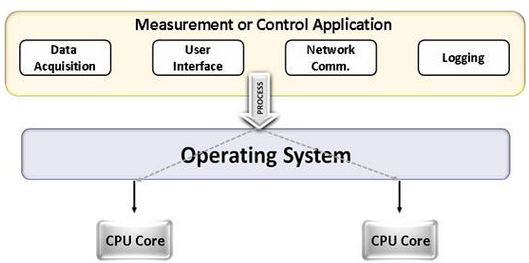 Measurement or Control Application
Data
Acquisition
User
Interface
Network
Comm.
Logging
PROCESS
Operating System
CPU Core
CPU Core